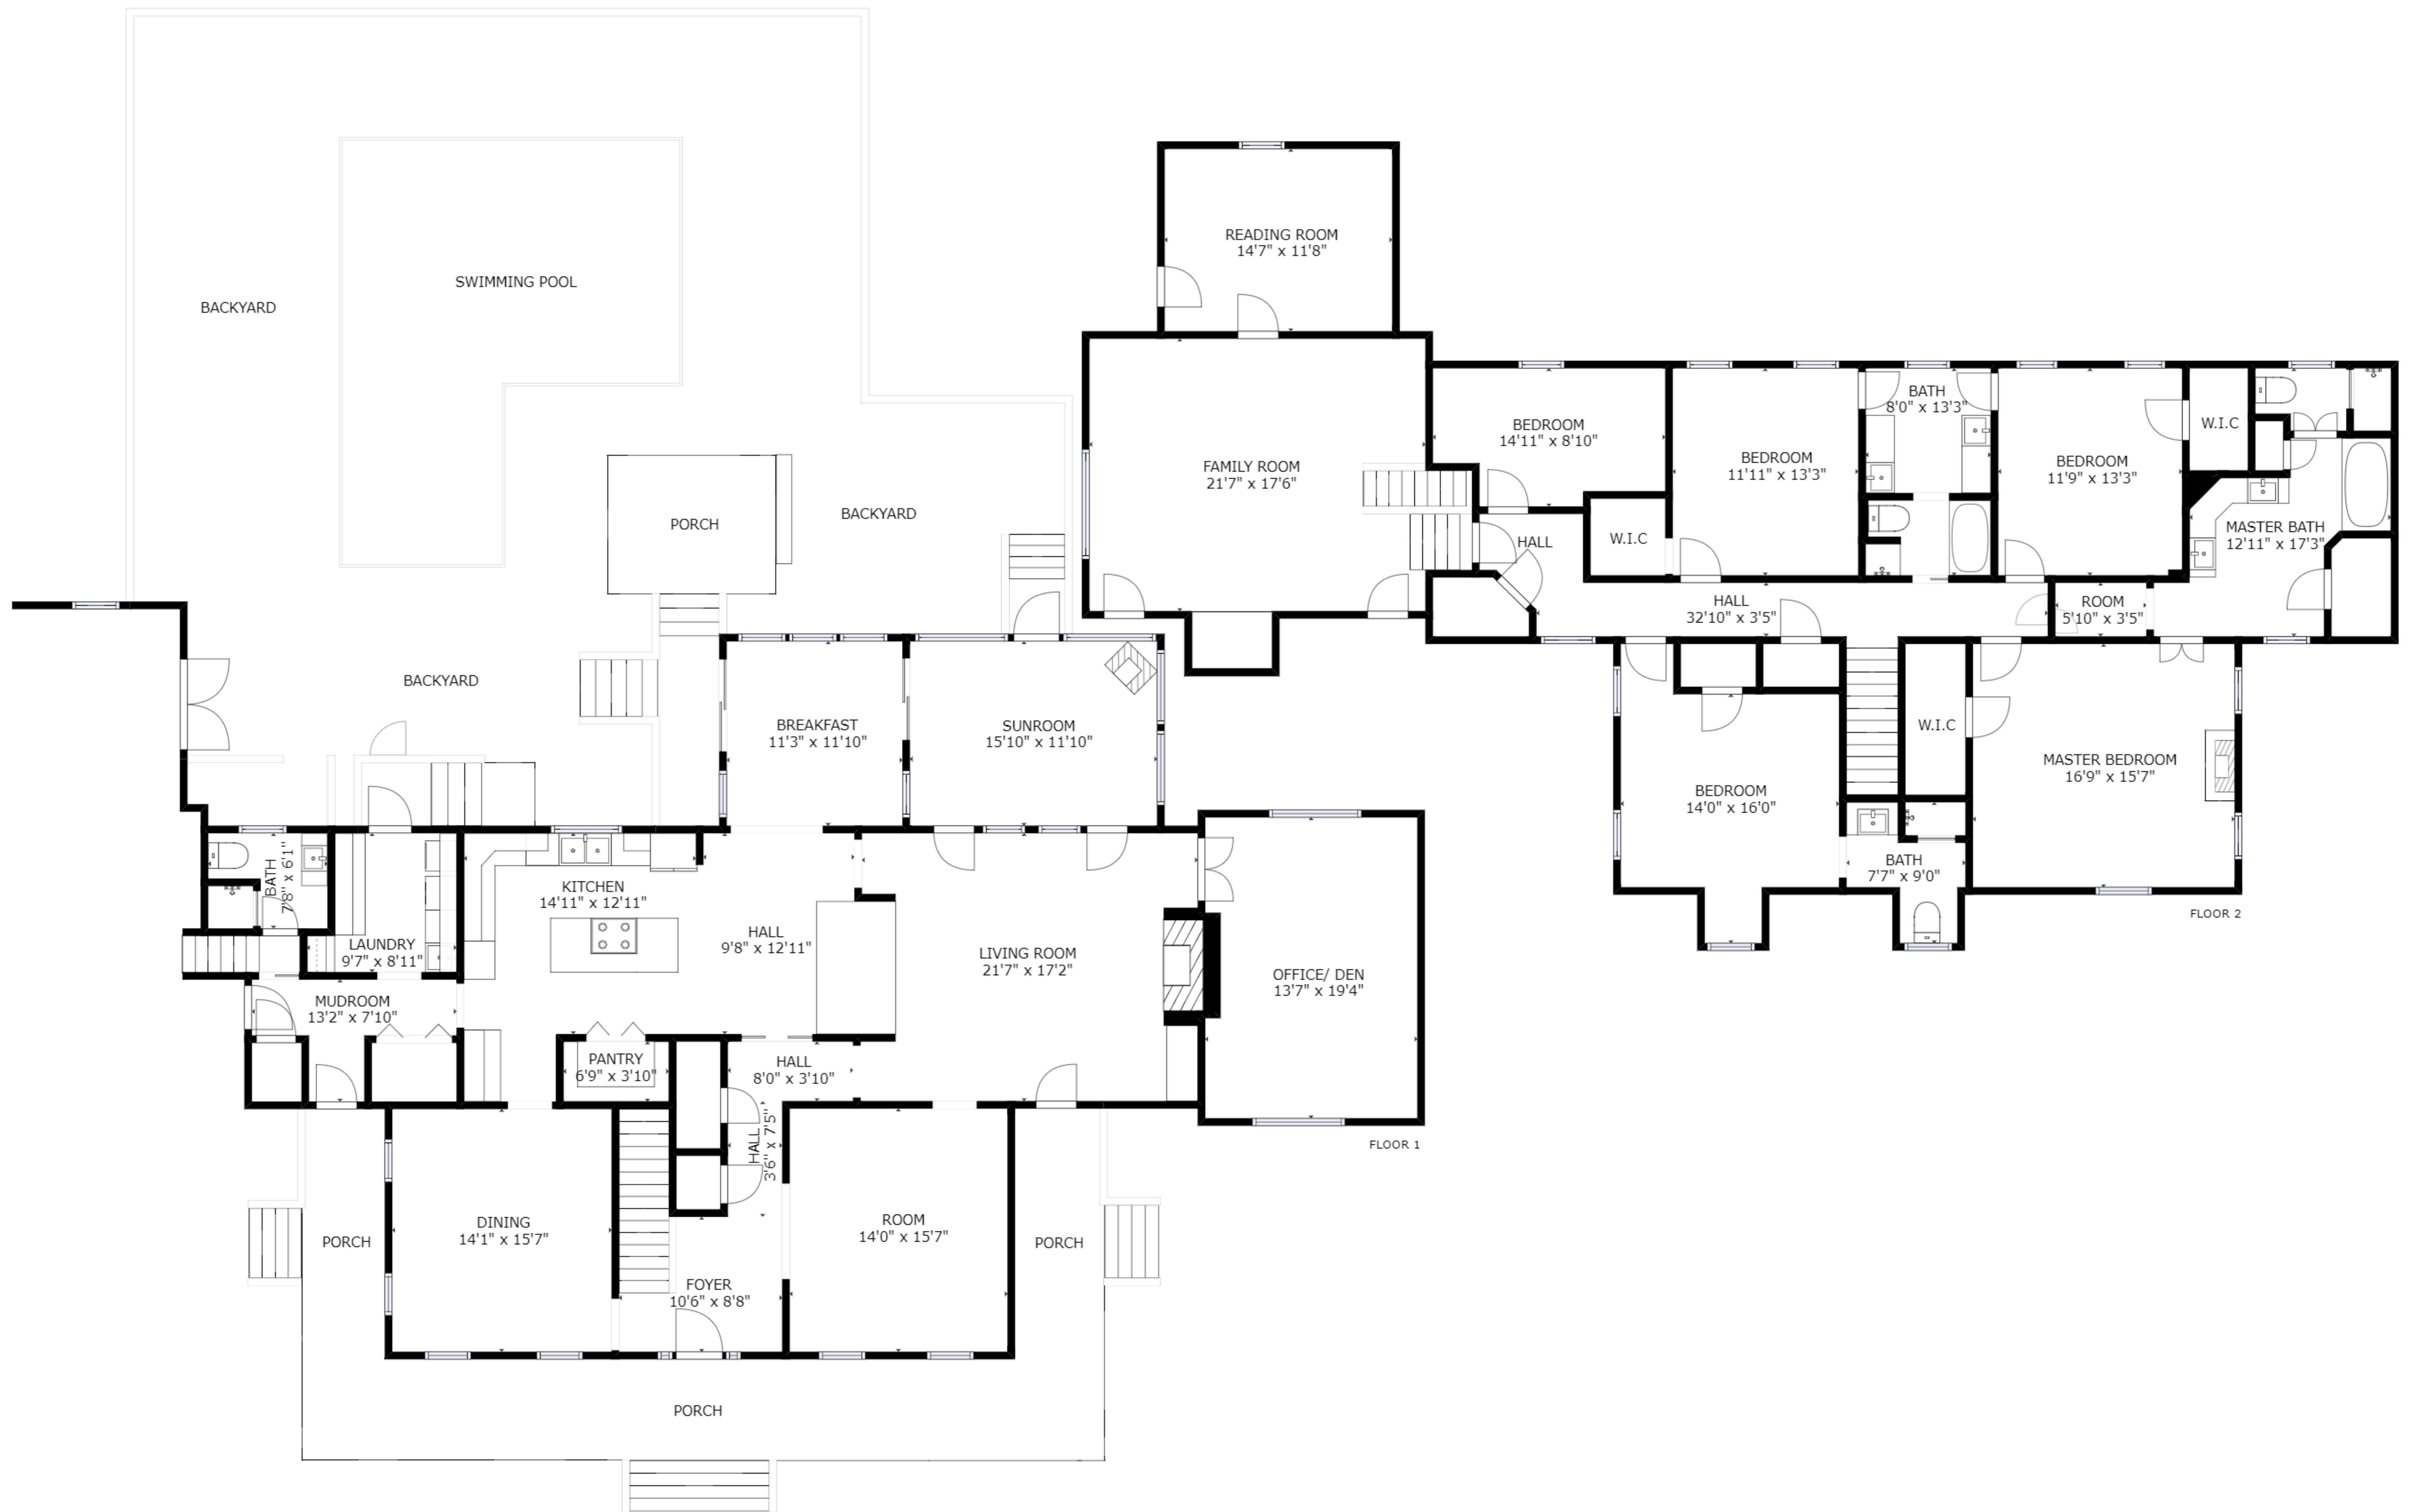 READING ROOM
14'7" x 11'8"
SWIMMING POOL
BACKYARD
FAMILY ROOM
21'7" x 17'6"
BEDROOM
14'11" x 8'10"
BEDROOM
11'11" x 13'3"
BATH
8'0" x 13'3"
BEDROOM
11'9" x 13'3"
W.I.C
BACKYARD
PORCH
HALL
W.I.C
MASTER BATH
12'11" x 17'3"
HALL
32'10" x 3'5"
ROOM
5'10" x 3'5"
BACKYARD
BREAKFAST
11'3" x 11'10"
SUNROOM
15'10" x 11'10"
W.I.C
MASTER BEDROOM
16'9" x 15'7"
BEDROOM
14'0" x 16'0"
BATH
7'7" x 9'0"
FLOOR 2
BATH
7'8" x 6'1"
KITCHEN
14'11" x 12'11"
LAUNDRY
9'7" x 8'11"
HALL
9'8" x 12'11"
LIVING ROOM
21'7" x 17'2"
OFFICE/ DEN
13'7" x 19'4"
MUDROOM
13'2" x 7'10"
PANTRY
6'9" x 3'10"
HALL
8'0" x 3'10"
HALL
3'6" x 7'5"
FLOOR 1
DINING
14'1" x 15'7"
ROOM
14'0" x 15'7"
PORCH
PORCH
FOYER
10'6" x 8'8"
PORCH